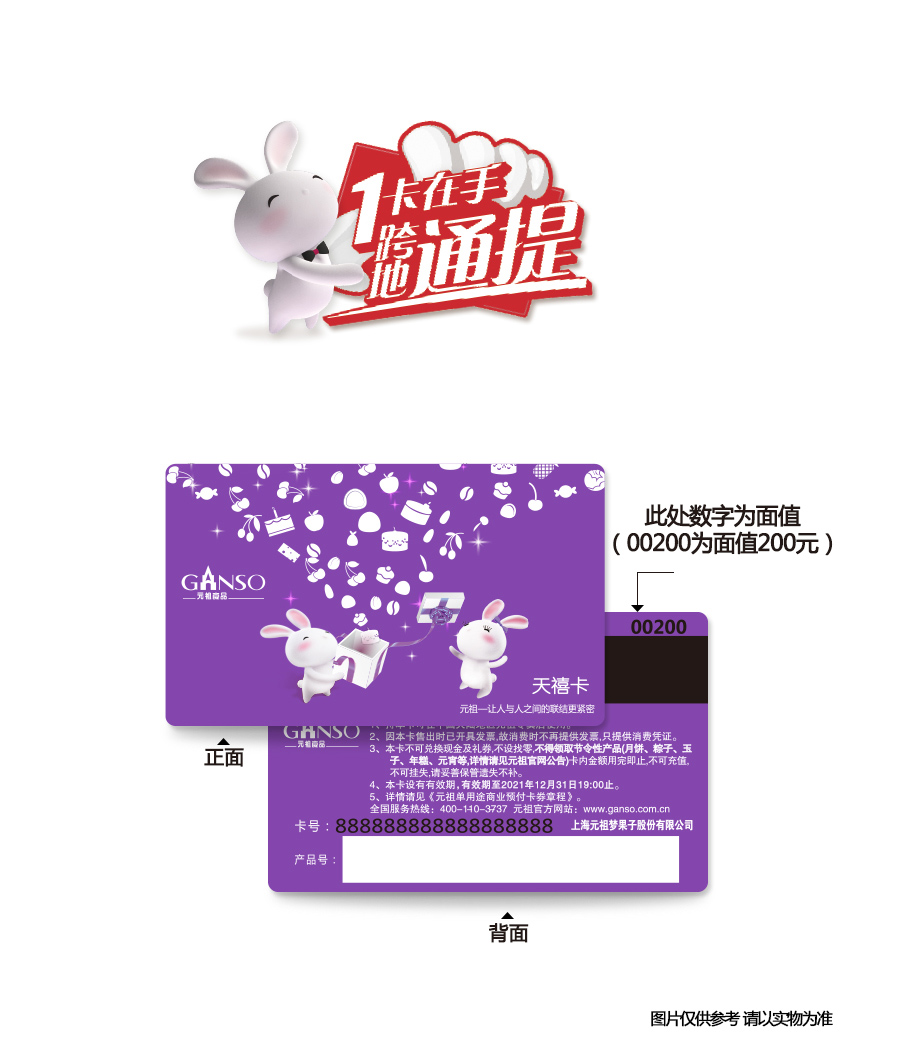 1卡在手
跨地通提
GANSO
元祖食品
天禧卡
元祖—让人与人之间的联结更紧密
此处数字为面值
(00200为面值200元)
00200
正面
GANSO
元祖食品
2、因本卡售出时已开具发票,故消费时不再提供发票,只提供消费凭证。
3、本卡不可兑换现金及礼券,不设找零,不得领取节令性产品(月饼、粽子、玉
子、年糕、元宵等,详情请见元祖官网公告)卡内金额用完即止,不可充值,
不可挂失,请妥善保管遗失不补。
4、本卡设有有效期,有效期至2021年12月31日19:00止。
5、详情请见《元祖单用途商业预付卡券章程》。
全国服务热线：400-110-3737 元祖官方网站：www.ganso.com.cn
卡号：888888888888888888 上海元祖梦果子股份有限公司
产品号：
背面
图片仅供参考 请以实物为准